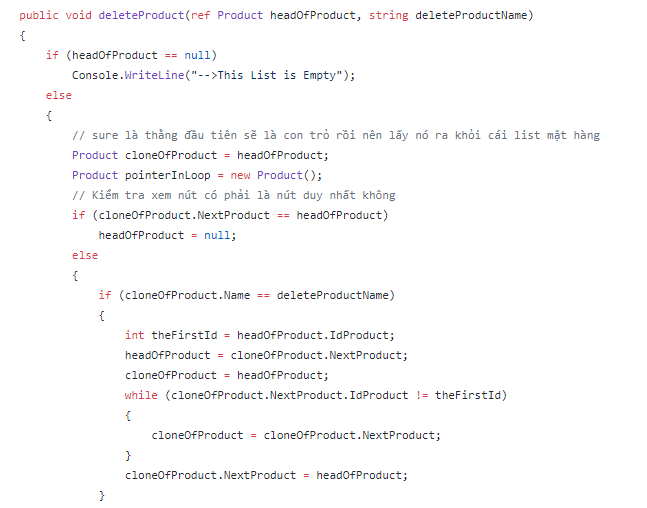 public void deleteProduct(ref Product headOfProduct, string deleteProductName)
{
if (headOfProduct == null)
Console.WriteLine("-->This List is Empty");
else
{
// sure là thằng đầu tiên sẽ là con trỏ rồi nên lấy nó ra khỏi cái list mặt hàng
Product cloneOfProduct = headOfProduct;
Product pointerInLoop = new Product();
// Kiểm tra xem nút có phải là nút duy nhất không
if (cloneOfProduct.NextProduct == headOfProduct)
headOfProduct = null;
else
{
if (cloneOfProduct.Name == deleteProductName)
{
int theFirstId = headOfProduct.IdProduct;
headOfProduct = cloneOfProduct.NextProduct;
cloneOfProduct = headOfProduct;
while (cloneOfProduct.NextProduct.IdProduct != theFirstId)
{
cloneOfProduct = cloneOfProduct.NextProduct;
}
cloneOfProduct.NextProduct = headOfProduct;
}